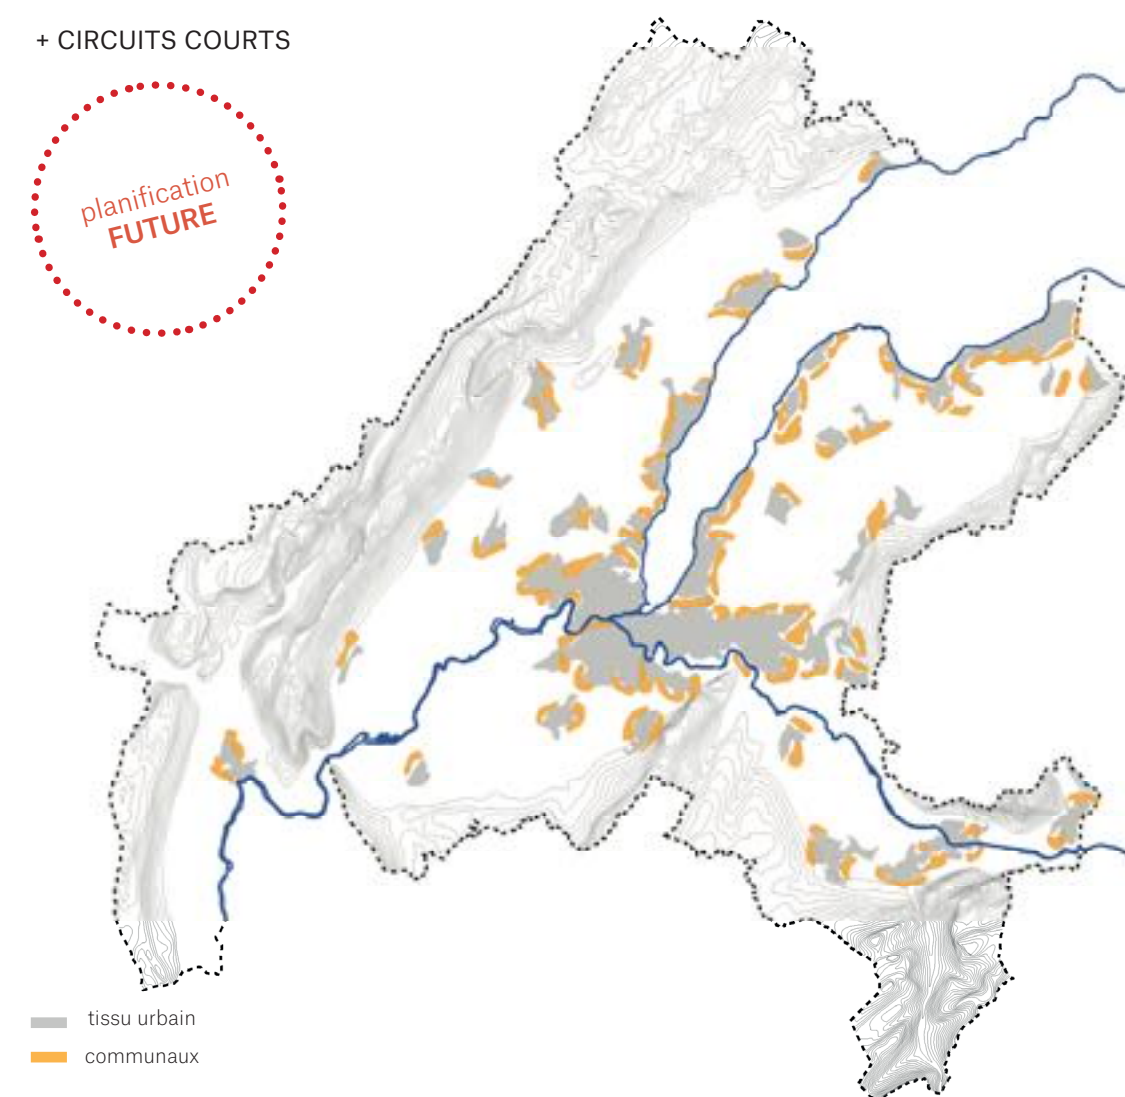 + CIRCUITS COURTS
planification
FUTURE
tissu urbain
communaux